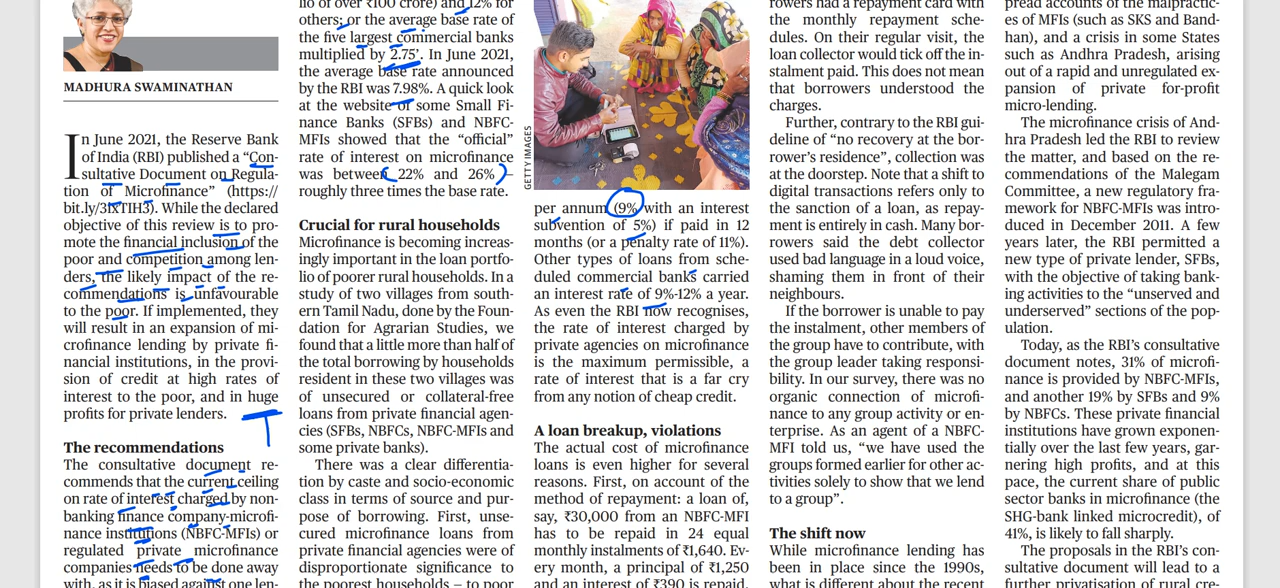 MADHURA SWAMINATHAN
In June 2021, the Reserve Bank
of India (RBI) published a “Con-
sultative Document on Regula-
tion of Microfinance” (https://
bit.ly/3IXTIH3). While the declared
objective of this review is to pro-
mote the financial inclusion of the
poor and competition among len-
ders, the likely impact of the re-
commendations is unfavourable
to the poor. If implemented, they
will result in an expansion of mi-
crofinance lending by private fi-
nancial institutions, in the provi-
sion of credit at high rates of
interest to the poor, and in huge
profits for private lenders.
The recommendations
The consultative document re-
commends that the current ceiling
on rate of interest charged by non-
banking finance company-microfi-
nance institutions (NBFC-MFIs) or
regulated private microfinance
companies needs to be done away
with, as it is biased against one len-
lio of over ₹100 crore) and 12% for
others; or the average base rate of
the five largest commercial banks
multiplied by 2.75’. In June 2021,
the average base rate announced
by the RBI was 7.98%. A quick look
at the website of some Small Fi-
nance Banks (SFBs) and NBFC-
MFIs showed that the “official”
rate of interest on microfinance
was between 22% and 26% –
roughly three times the base rate.
Crucial for rural households
Microfinance is becoming increas-
ingly important in the loan portfo-
lio of poorer rural households. In a
study of two villages from south-
ern Tamil Nadu, done by the Foun-
dation for Agrarian Studies, we
found that a little more than half of
the total borrowing by households
resident in these two villages was
of unsecured or collateral-free
loans from private financial agen-
cies (SFBs, NBFCs, NBFC-MFIs and
some private banks).
There was a clear differentia-
tion by caste and socio-economic
class in terms of source and pur-
pose of borrowing. First, unse-
cured microfinance loans from
private financial agencies were of
disproportionate significance to
the poorest households – to poor
GETTY IMAGES
per annum (9% with an interest
subvention of 5%) if paid in 12
months (or a penalty rate of 11%).
Other types of loans from sche-
duled commercial banks carried
an interest rate of 9%-12% a year.
As even the RBI now recognises,
the rate of interest charged by
private agencies on microfinance
is the maximum permissible, a
rate of interest that is a far cry
from any notion of cheap credit.
A loan breakup, violations
The actual cost of microfinance
loans is even higher for several
reasons. First, on account of the
method of repayment: a loan of,
say, ₹30,000 from an NBFC-MFI
has to be repaid in 24 equal
monthly instalments of ₹1,640. Ev-
ery month, a principal of ₹1,250
and an interest of ₹390 is repaid,
rowers had a repayment card with
the monthly repayment sche-
dules. On their regular visit, the
loan collector would tick off the in-
stalment paid. This does not mean
that borrowers understood the
charges.
Further, contrary to the RBI gui-
deline of “no recovery at the bor-
rower’s residence”, collection was
at the doorstep. Note that a shift to
digital transactions refers only to
the sanction of a loan, as repay-
ment is entirely in cash. Many bor-
rowers said the debt collector
used bad language in a loud voice,
shaming them in front of their
neighbours.
If the borrower is unable to pay
the instalment, other members of
the group have to contribute, with
the group leader taking responsi-
bility. In our survey, there was no
organic connection of microfi-
nance to any group activity or en-
terprise. As an agent of a NBFC-
MFI told us, “we have used the
groups formed earlier for other ac-
tivities solely to show that we lend
to a group”.
The shift now
While microfinance lending has
been in place since the 1990s,
what is different about the recent
pread accounts of the malpractic-
es of MFIs (such as SKS and Band-
han), and a crisis in some States
such as Andhra Pradesh, arising
out of a rapid and unregulated ex-
pansion of private for-profit
micro-lending.
The microfinance crisis of And-
hra Pradesh led the RBI to review
the matter, and based on the re-
commendations of the Malegam
Committee, a new regulatory fra-
mework for NBFC-MFIs was intro-
duced in December 2011. A few
years later, the RBI permitted a
new type of private lender, SFBs,
with the objective of taking bank-
ing activities to the “unserved and
underserved” sections of the pop-
ulation.
Today, as the RBI’s consultative
document notes, 31% of microfi-
nance is provided by NBFC-MFIs,
and another 19% by SFBs and 9%
by NBFCs. These private financial
institutions have grown exponen-
tially over the last few years, gar-
nering high profits, and at this
pace, the current share of public
sector banks in microfinance (the
SHG-bank linked microcredit), of
41%, is likely to fall sharply.
The proposals in the RBI’s con-
sultative document will lead to a
further privatisation of rural cre-